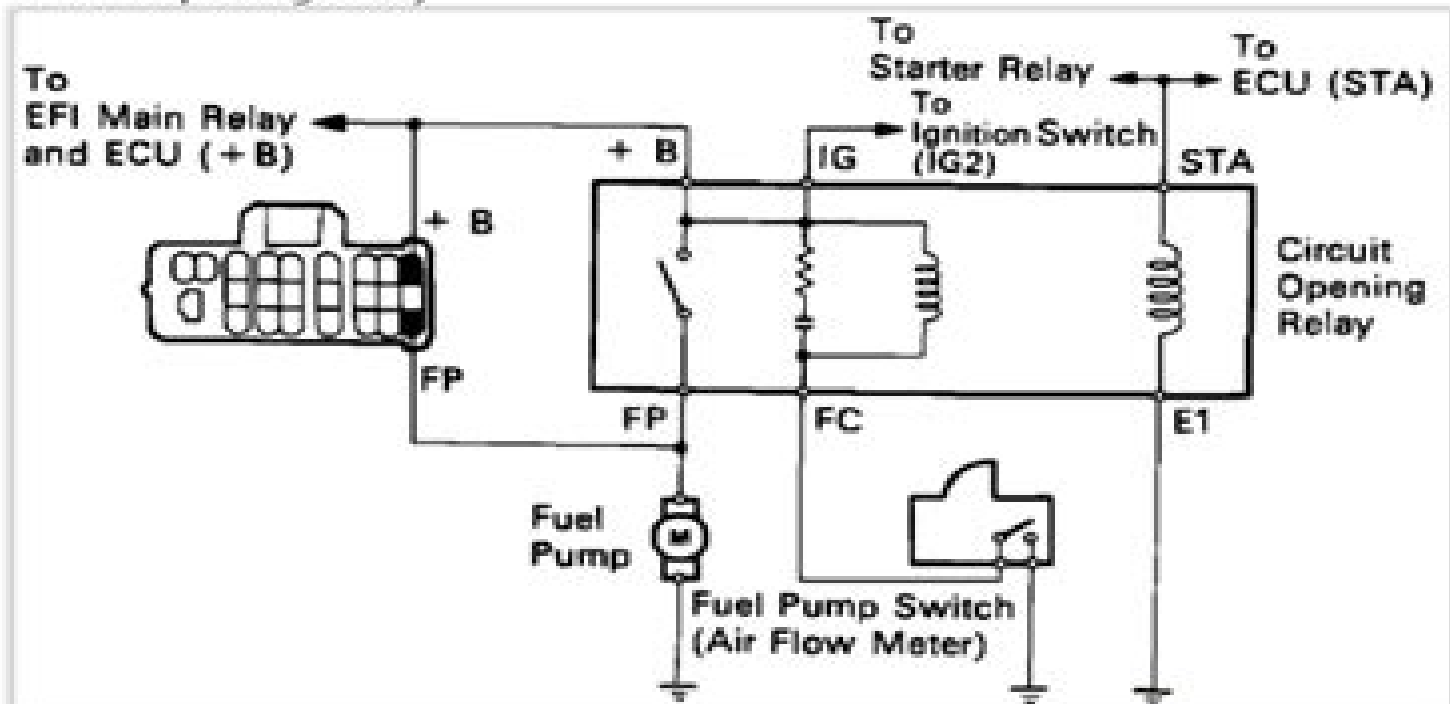 To
EFI Main Relay
and ECU (+B)
To
Starter Relay
To
ECU (STA)
To
Ignition Switch
(IG2)
+ B
IG
STA
+ B
Circuit
Opening
Relay
FP
FP
FC
E1
Fuel
Pump
M
Fuel Pump Switch
(Air Flow Meter)